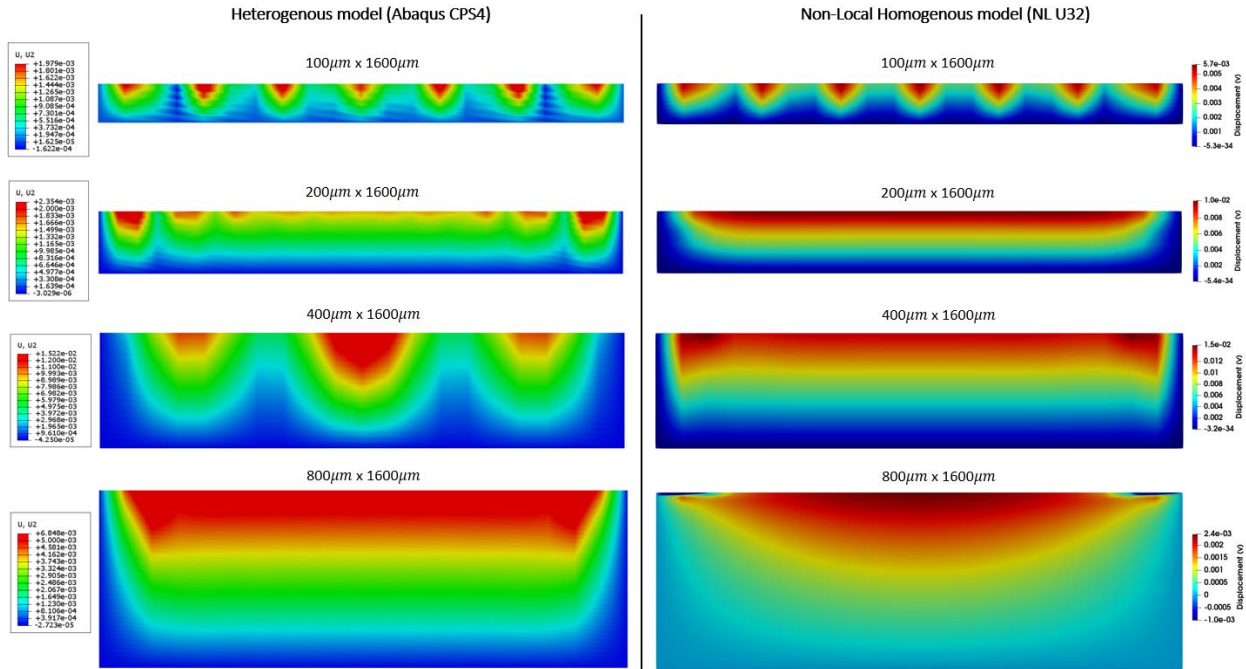 Heterogenous model (Abaqus CPS4)
Non-Local Homogenous model (NL U32)
100μm x 1600μm
U, U2
+1.979e-03
+1.801e-03
+1.622e-03
+1.444e-03
+1.265e-03
+1.087e-03
+9.085e-04
+7.301e-04
+5.516e-04
+3.732e-04
+1.947e-04
+1.625e-05
-1.622e-04
100μm x 1600μm
5.7e-03
0.005
0.004
0.003
0.001
-5.3e-34
Displacement (v)
200μm x 1600μm
U, U2
+2.354e-03
+2.000e-03
+1.833e-03
+1.666e-03
+1.499e-03
+1.332e-03
+1.165e-03
+9.985e-04
+8.316e-04
+6.646e-04
+4.977e-04
+3.308e-04
+1.639e-04
-3.029e-06
200μm x 1600μm
1.0e-02
0.008
0.006
0.004
0.002
-5.4e-34
Displacement (v)
400μm x 1600μm
U, U2
+1.522e-02
+1.200e-02
+1.100e-02
+9.993e-03
+8.989e-03
+7.986e-03
+6.982e-03
+5.979e-03
+4.975e-03
+3.972e-03
+2.968e-03
+1.965e-03
+9.610e-04
-4.250e-05
400μm x 1600μm
1.5e-02
0.012
0.01
0.008
0.006
0.004
0.002
-3.2e-34
Displacement (v)
800μm x 1600μm
U, U2
+6.848e-03
+5.000e-03
+4.581e-03
+4.162e-03
+3.743e-03
+3.324e-03
+2.905e-03
+2.486e-03
+2.067e-03
+1.649e-03
+1.230e-03
+8.106e-04
+3.917e-04
-2.723e-05
800μm x 1600μm
2.4e-03
0.002
0.0015
0.001
0.0005
0
-0.0005
-1.0e-03
Displacement (v)